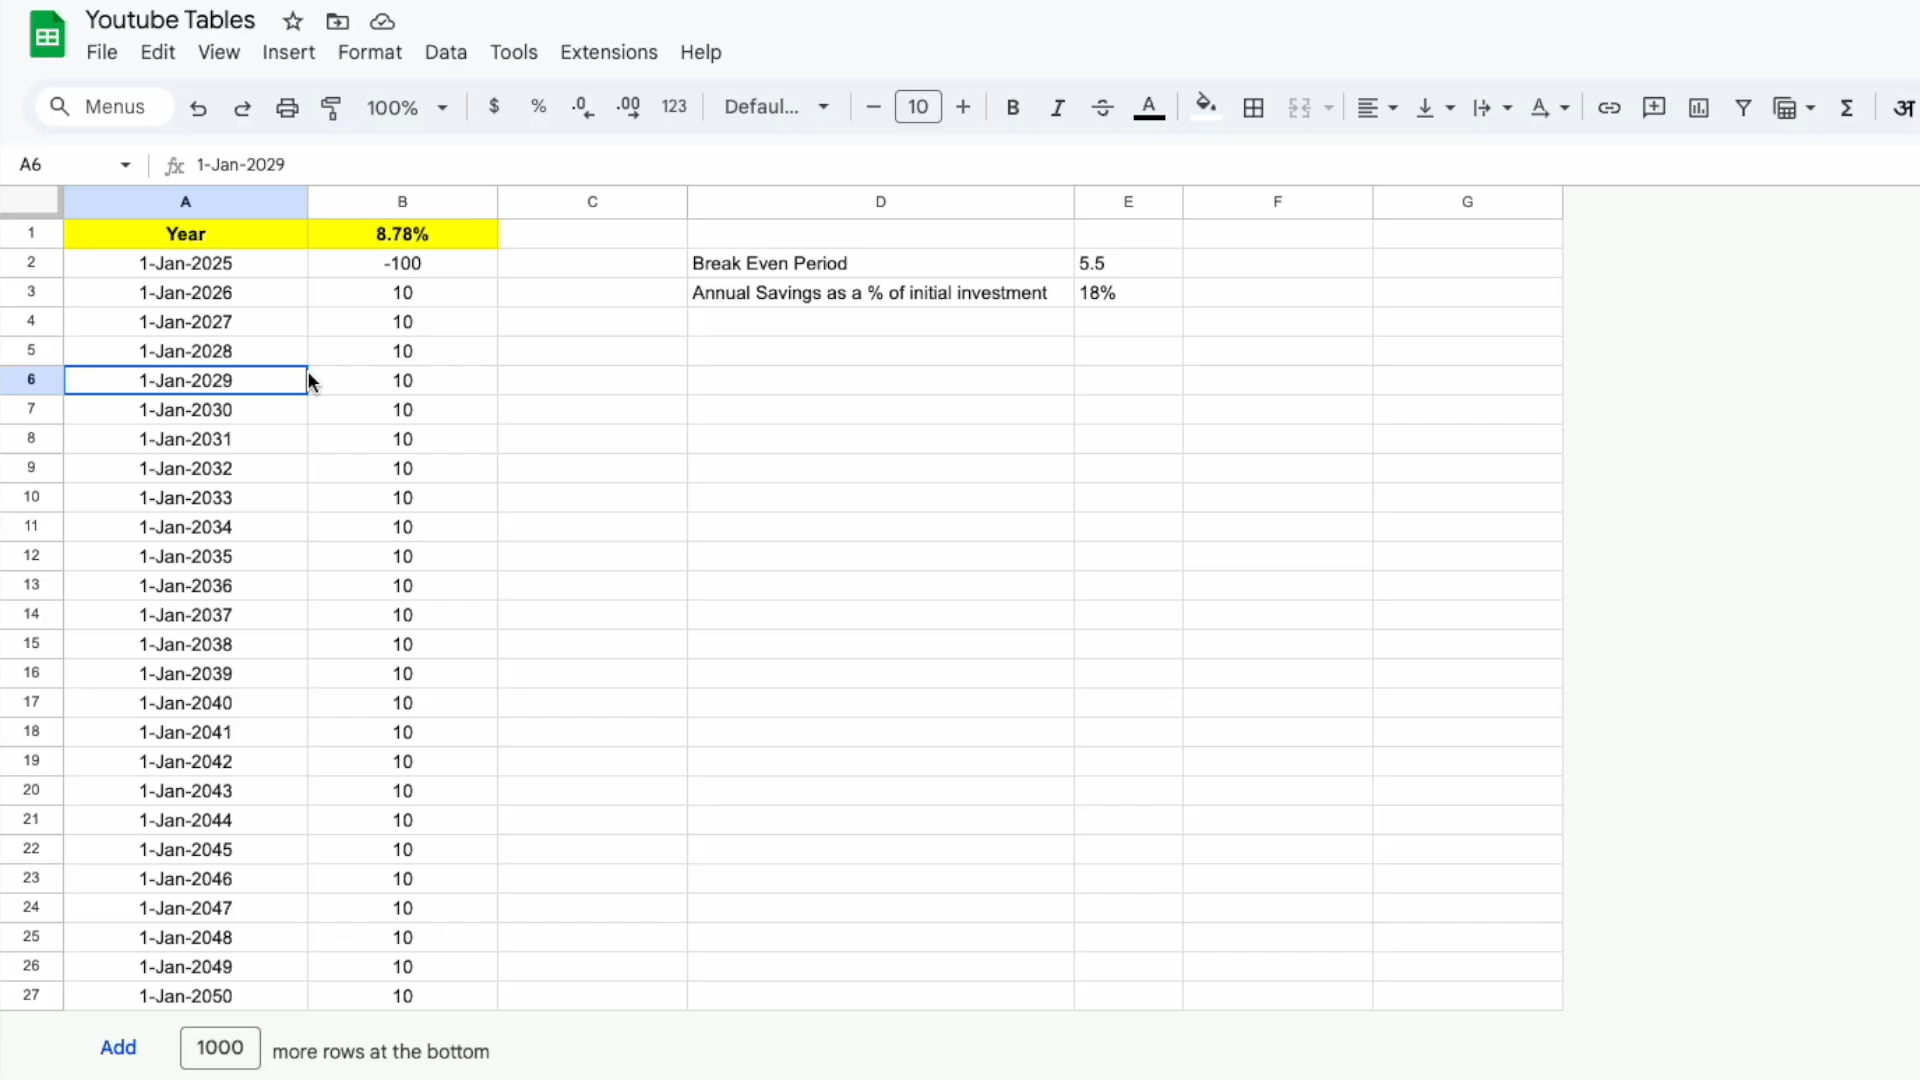 Youtube Tables
File Edit View Insert Format Data Tools Extensions Help
Menus 100% $ % .0 .00 123 Defaul... 10 B I A A Σ अ
A6 fx 1-Jan-2029
A B C D E F G
1 Year 8.78%
2 1-Jan-2025 -100 Break Even Period 5.5
3 1-Jan-2026 10 Annual Savings as a % of initial investment 18%
4 1-Jan-2027 10
5 1-Jan-2028 10
6 1-Jan-2029 10
7 1-Jan-2030 10
8 1-Jan-2031 10
9 1-Jan-2032 10
10 1-Jan-2033 10
11 1-Jan-2034 10
12 1-Jan-2035 10
13 1-Jan-2036 10
14 1-Jan-2037 10
15 1-Jan-2038 10
16 1-Jan-2039 10
17 1-Jan-2040 10
18 1-Jan-2041 10
19 1-Jan-2042 10
20 1-Jan-2043 10
21 1-Jan-2044 10
22 1-Jan-2045 10
23 1-Jan-2046 10
24 1-Jan-2047 10
25 1-Jan-2048 10
26 1-Jan-2049 10
27 1-Jan-2050 10
Add 1000 more rows at the bottom